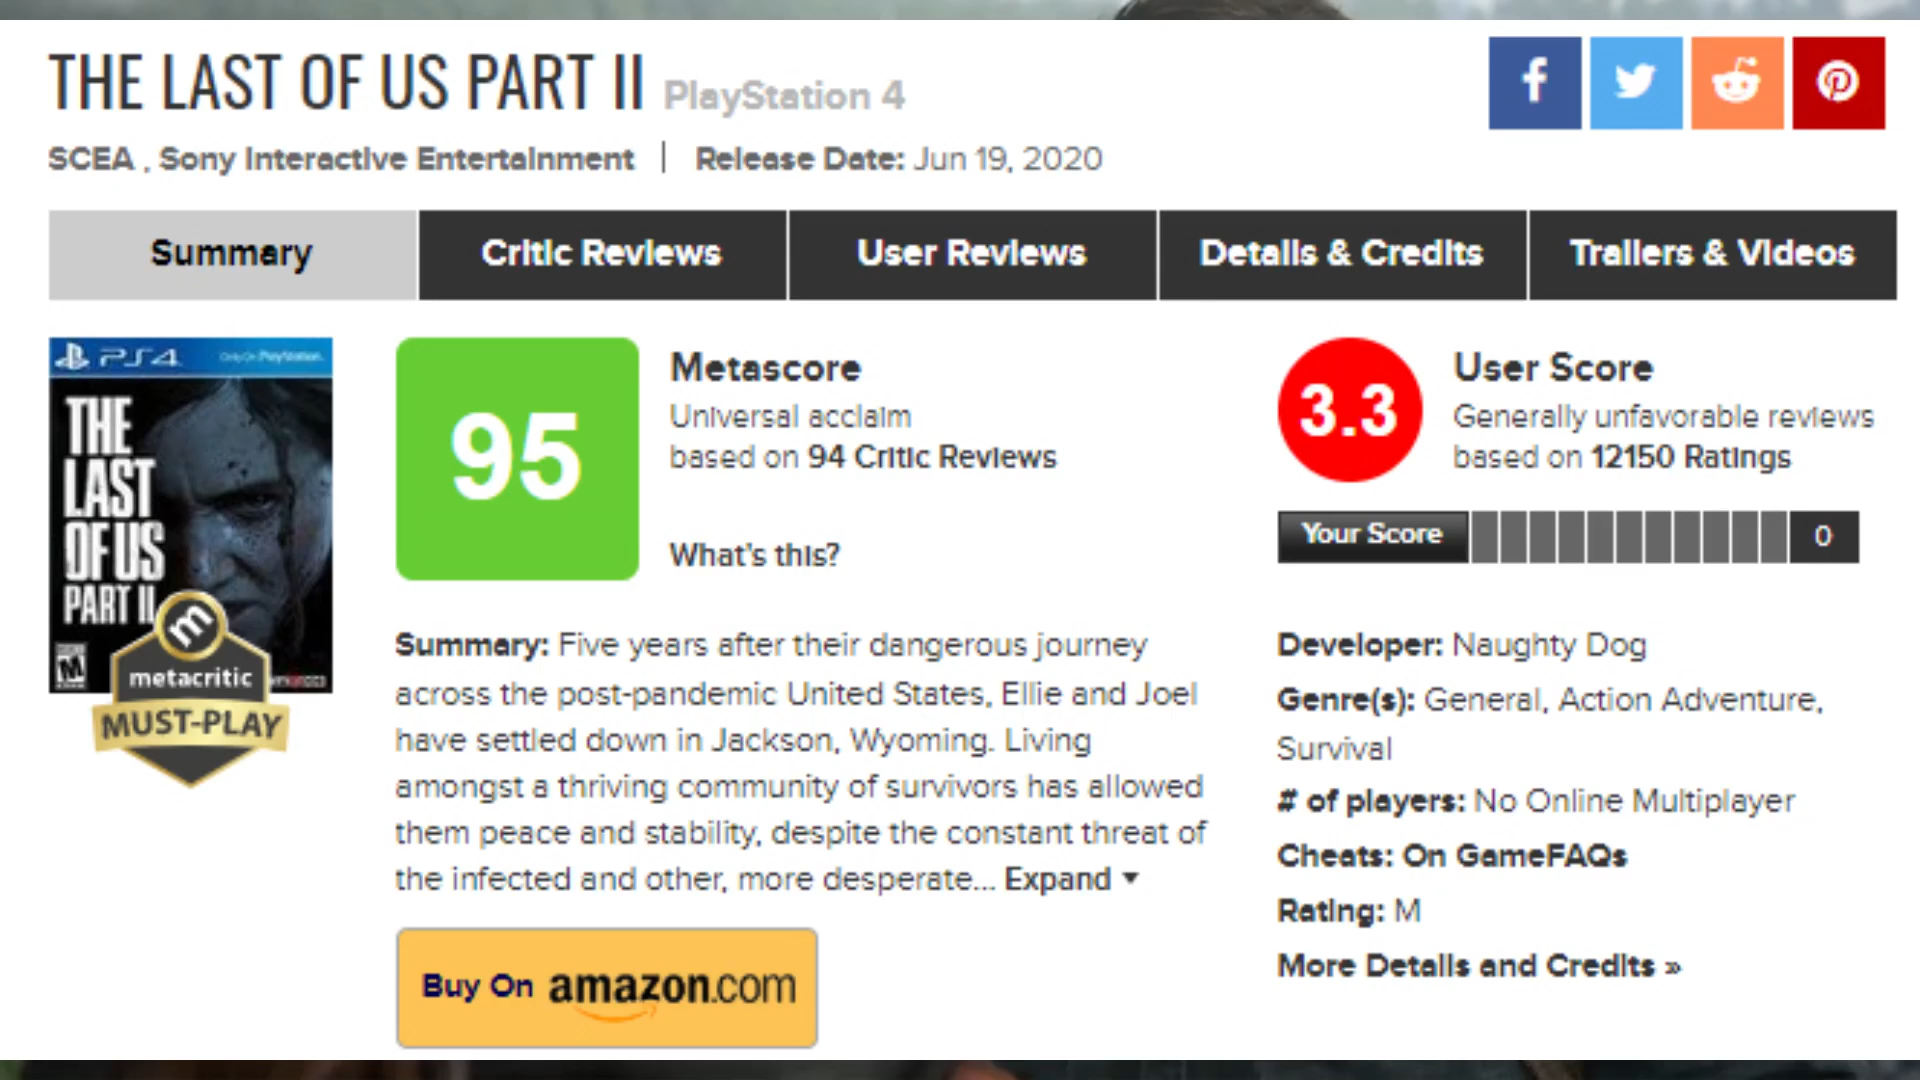 THE LAST OF US PART II PlayStation 4
SCEA , Sony Interactive Entertainment | Release Date: Jun 19, 2020
Summary
Critic Reviews
User Reviews
Details & Credits
Trailers & Videos
PS4 Only On PlayStation
THE
LAST
OF US
PART II
M
metacritic
MUST-PLAY
95
Metascore
Universal acclaim
based on 94 Critic Reviews
What's this?
Summary: Five years after their dangerous journey
across the post-pandemic United States, Ellie and Joel
have settled down in Jackson, Wyoming. Living
amongst a thriving community of survivors has allowed
them peace and stability, despite the constant threat of
the infected and other, more desperate... Expand ▼
Buy On amazon.com
3.3
User Score
Generally unfavorable reviews
based on 12150 Ratings
Your Score 0
Developer: Naughty Dog
Genre(s): General, Action Adventure,
Survival
# of players: No Online Multiplayer
Cheats: On GameFAQs
Rating: M
More Details and Credits »